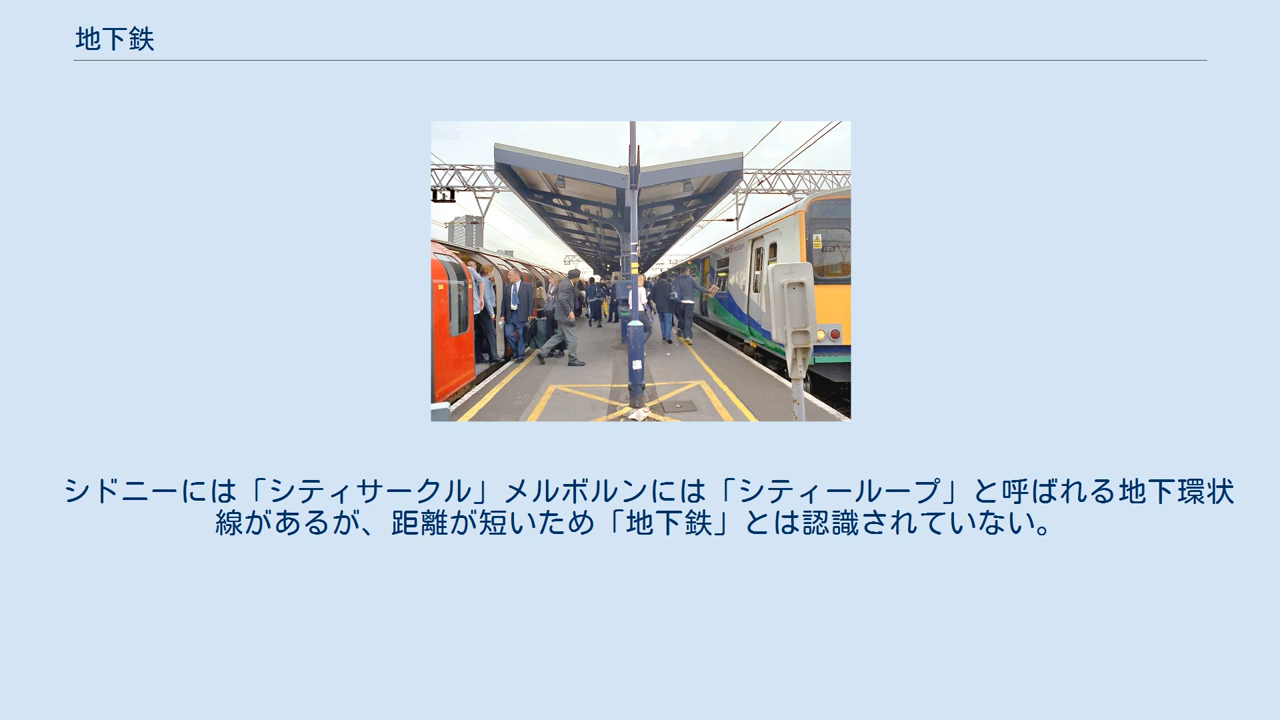 地下鉄
シドニーには「シティサークル」メルボルンには「シティーループ」と呼ばれる地下環状
線があるが、距離が短いため「地下鉄」とは認識されていない。